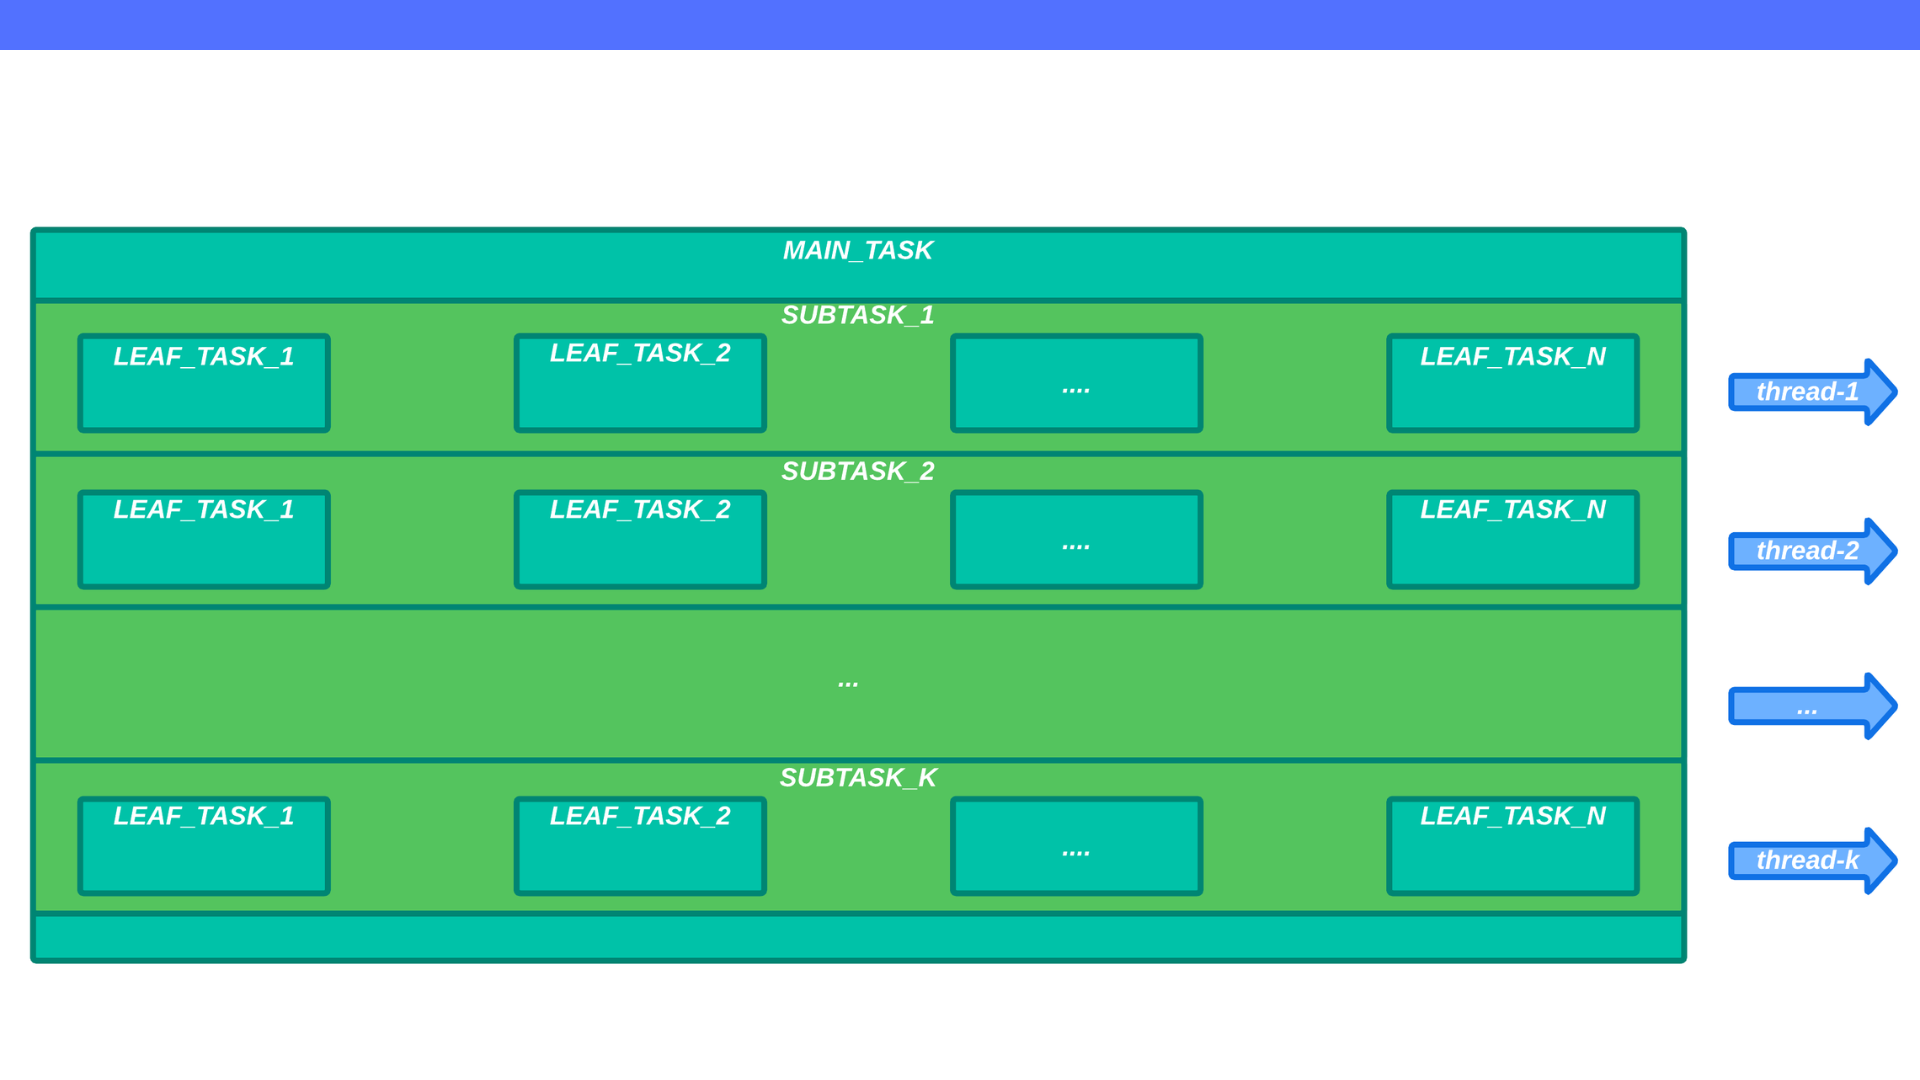 MAIN_TASK
SUBTASK_1
LEAF_TASK_1
LEAF_TASK_2
....
LEAF_TASK_N
thread-1
SUBTASK_2
LEAF_TASK_1
LEAF_TASK_2
....
LEAF_TASK_N
thread-2
...
...
SUBTASK_K
LEAF_TASK_1
LEAF_TASK_2
....
LEAF_TASK_N
thread-k